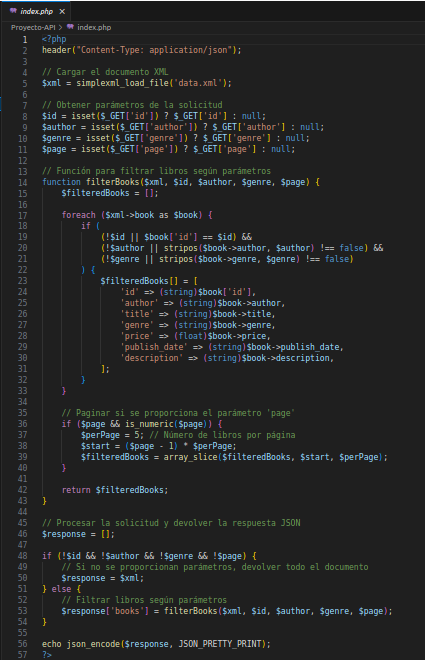 index.php ×
Proyecto-API > index.php
1 <?php
2 header("Content-Type: application/json");
3
4 // Cargar el documento XML
5 $xml = simplexml_load_file('data.xml');
6
7 // Obtener parámetros de la solicitud
8 $id = isset($_GET['id']) ? $_GET['id'] : null;
9 $author = isset($_GET['author']) ? $_GET['author'] : null;
10 $genre = isset($_GET['genre']) ? $_GET['genre'] : null;
11 $page = isset($_GET['page']) ? $_GET['page'] : null;
12
13 // Función para filtrar libros según parámetros
14 function filterBooks($xml, $id, $author, $genre, $page) {
15     $filteredBooks = [];
16
17     foreach ($xml->book as $book) {
18         if (
19             (!$id || $book['id'] == $id) &&
20             (!$author || stripos($book->author, $author) !== false) &&
21             (!$genre || stripos($book->genre, $genre) !== false)
22         ) {
23             $filteredBooks[] = [
24                 'id' => (string)$book['id'],
25                 'author' => (string)$book->author,
26                 'title' => (string)$book->title,
27                 'genre' => (string)$book->genre,
28                 'price' => (float)$book->price,
29                 'publish_date' => (string)$book->publish_date,
30                 'description' => (string)$book->description,
31             ];
32         }
33     }
34
35     // Paginar si se proporciona el parámetro 'page'
36     if ($page && is_numeric($page)) {
37         $perPage = 5; // Número de libros por página
38         $start = ($page - 1) * $perPage;
39         $filteredBooks = array_slice($filteredBooks, $start, $perPage);
40     }
41
42     return $filteredBooks;
43 }
44
45 // Procesar la solicitud y devolver la respuesta JSON
46 $response = [];
47
48 if (!$id && !$author && !$genre && !$page) {
49     // Si no se proporcionan parámetros, devolver todo el documento
50     $response = $xml;
51 } else {
52     // Filtrar libros según parámetros
53     $response['books'] = filterBooks($xml, $id, $author, $genre, $page);
54 }
55
56 echo json_encode($response, JSON_PRETTY_PRINT);
57 ?>